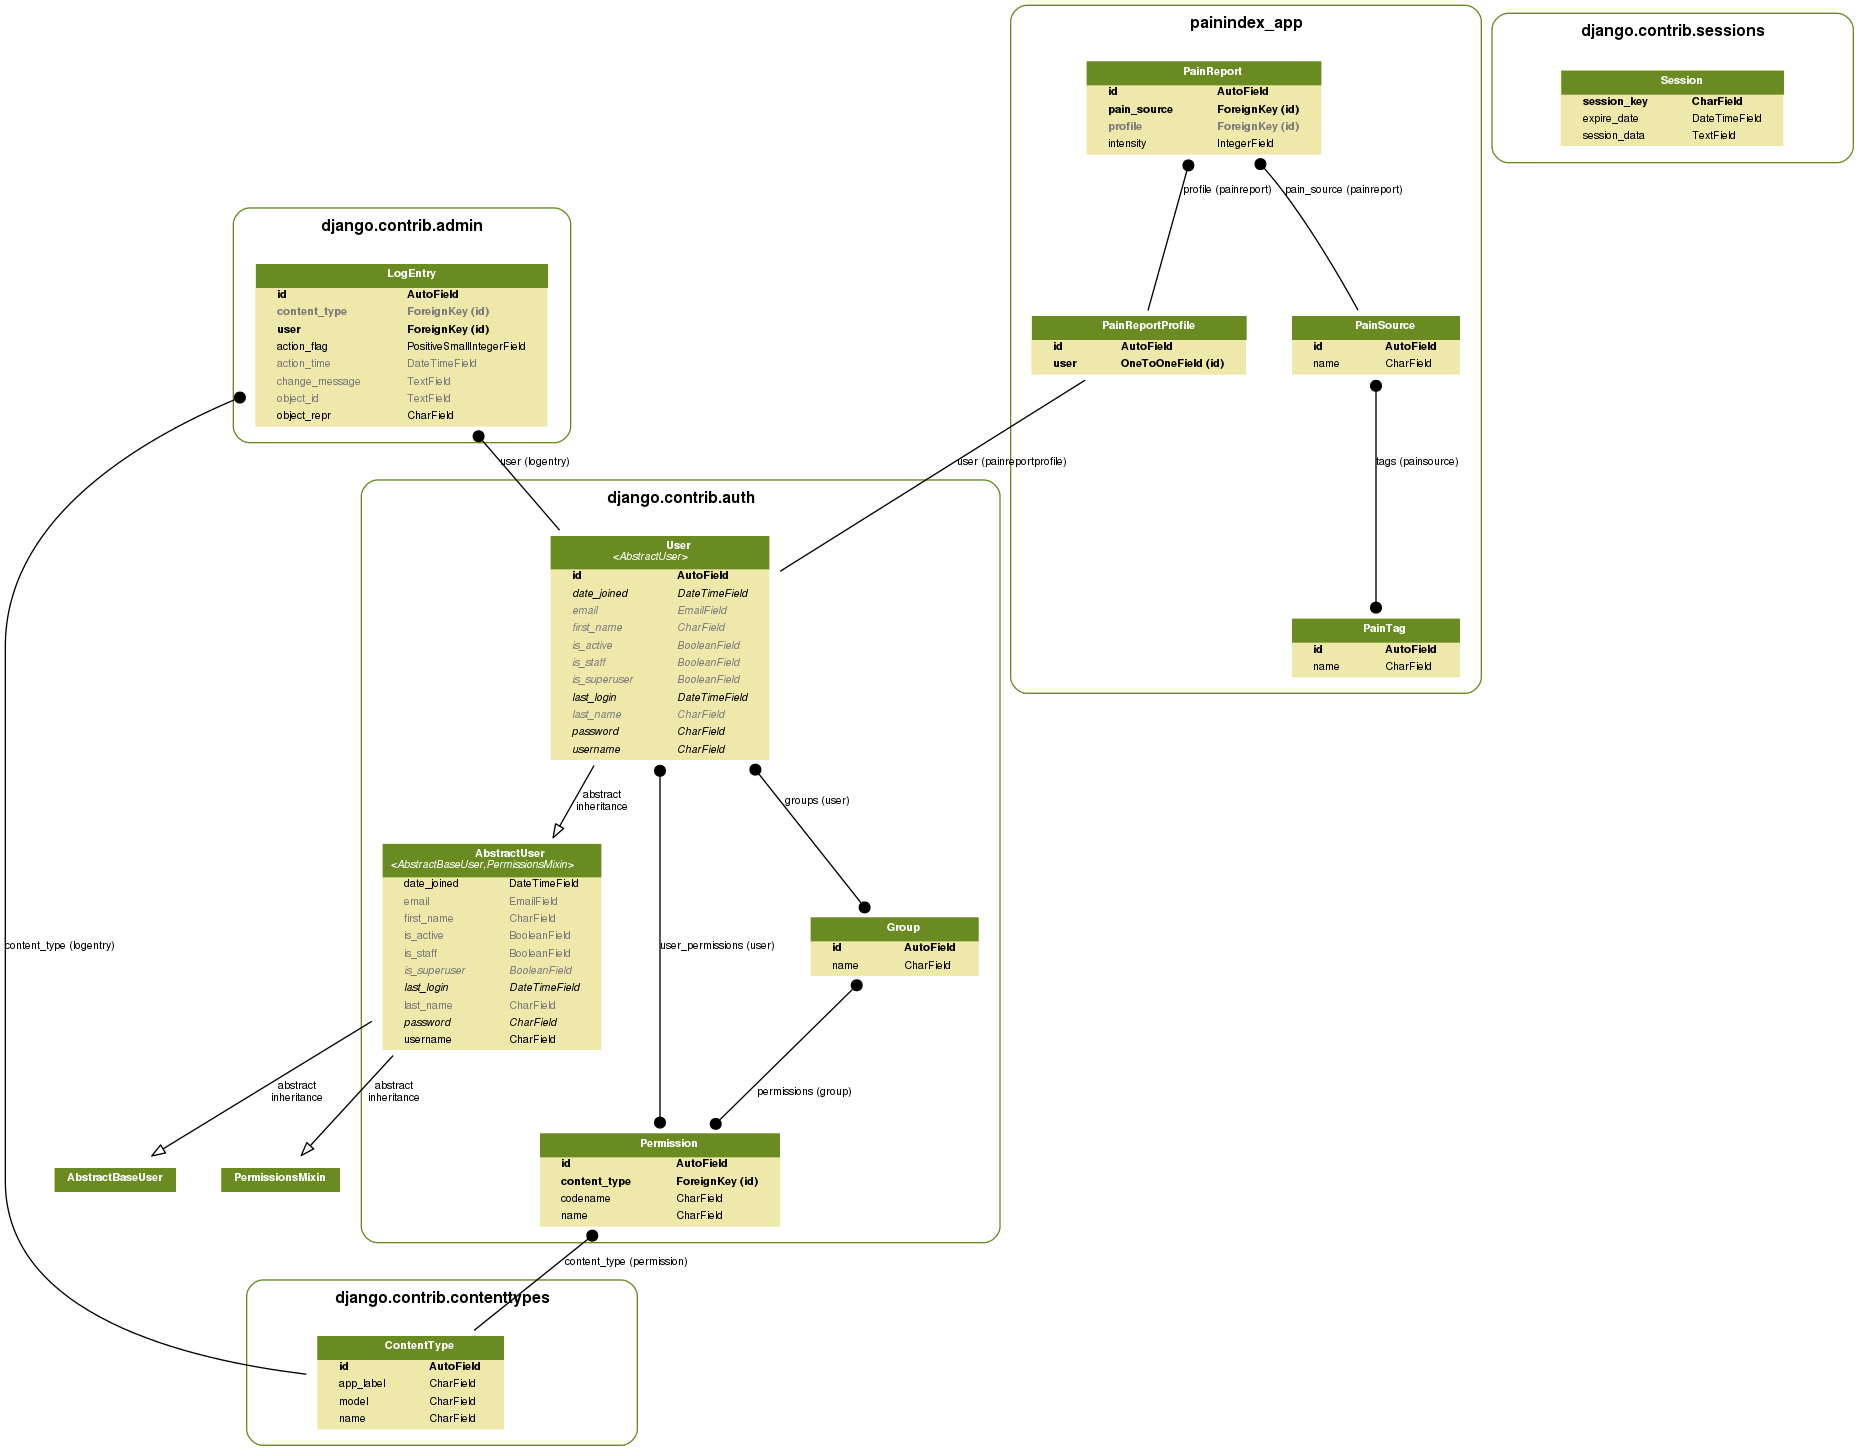 painindex_app
PainReport
id AutoField
pain_source ForeignKey (id)
profile ForeignKey (id)
intensity IntegerField
profile (painreport)
pain_source (painreport)
PainReportProfile
id AutoField
user OneToOneField (id)
PainSource
id AutoField
name CharField
user (painreportprofile)
tags (painsource)
PainTag
id AutoField
name CharField
django.contrib.sessions
Session
session_key CharField
expire_date DateTimeField
session_data TextField
django.contrib.admin
LogEntry
id AutoField
content_type ForeignKey (id)
user ForeignKey (id)
action_flag PositiveSmallIntegerField
action_time DateTimeField
change_message TextField
object_id TextField
object_repr CharField
user (logentry)
content_type (logentry)
django.contrib.auth
User
<AbstractUser>
id AutoField
date_joined DateTimeField
email EmailField
first_name CharField
is_active BooleanField
is_staff BooleanField
is_superuser BooleanField
last_login DateTimeField
last_name CharField
password CharField
username CharField
abstract
inheritance
groups (user)
user_permissions (user)
AbstractUser
<AbstractBaseUser,PermissionsMixin>
date_joined DateTimeField
email EmailField
first_name CharField
is_active BooleanField
is_staff BooleanField
is_superuser BooleanField
last_login DateTimeField
last_name CharField
password CharField
username CharField
Group
id AutoField
name CharField
permissions (group)
abstract
inheritance
abstract
inheritance
AbstractBaseUser
PermissionsMixin
Permission
id AutoField
content_type ForeignKey (id)
codename CharField
name CharField
content_type (permission)
django.contrib.contenttypes
ContentType
id AutoField
app_label CharField
model CharField
name CharField